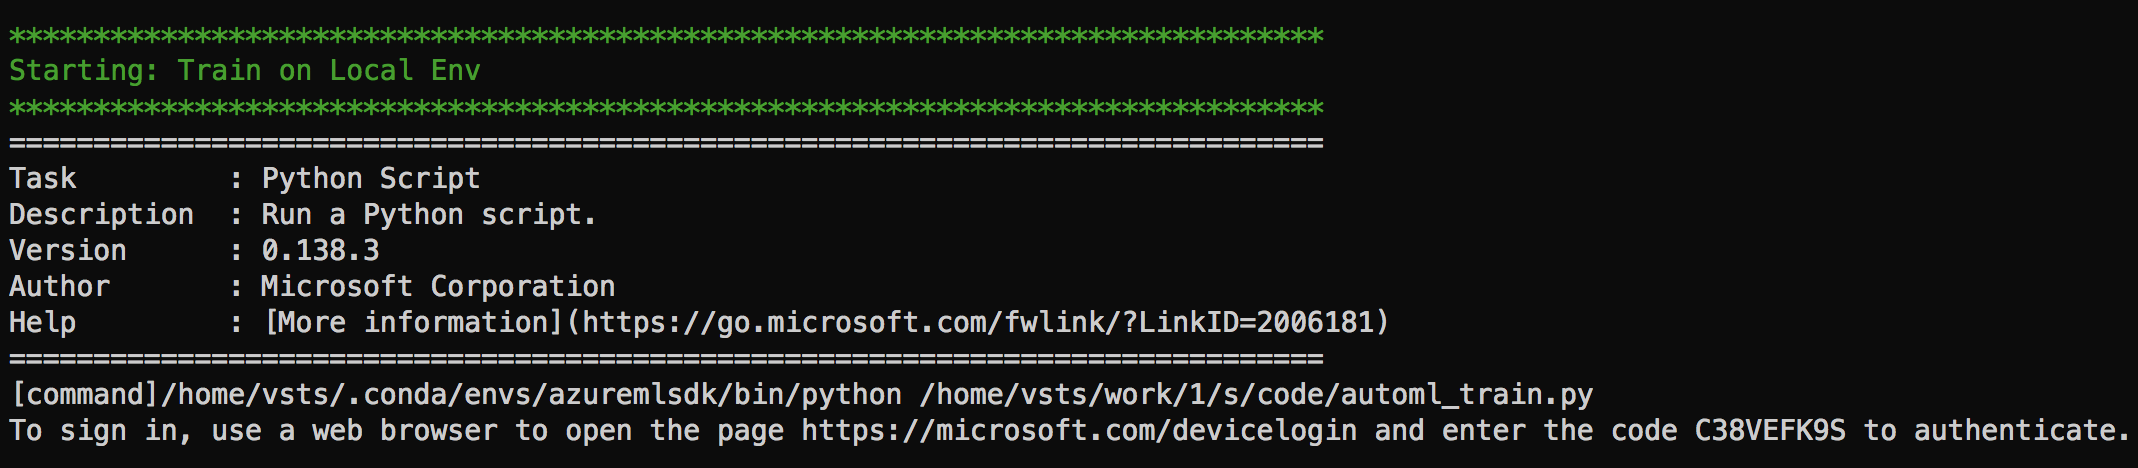 ******************************************************************************
Starting: Train on Local Env
******************************************************************************
==============================================================================
Task         : Python Script
Description  : Run a Python script.
Version      : 0.138.3
Author       : Microsoft Corporation
Help         : [More information](https://go.microsoft.com/fwlink/?LinkID=2006181)
==============================================================================
[command]/home/vsts/.conda/envs/azuremlsdk/bin/python /home/vsts/work/1/s/code/automl_train.py
To sign in, use a web browser to open the page https://microsoft.com/devicelogin and enter the code C38VEFK9S to authenticate.